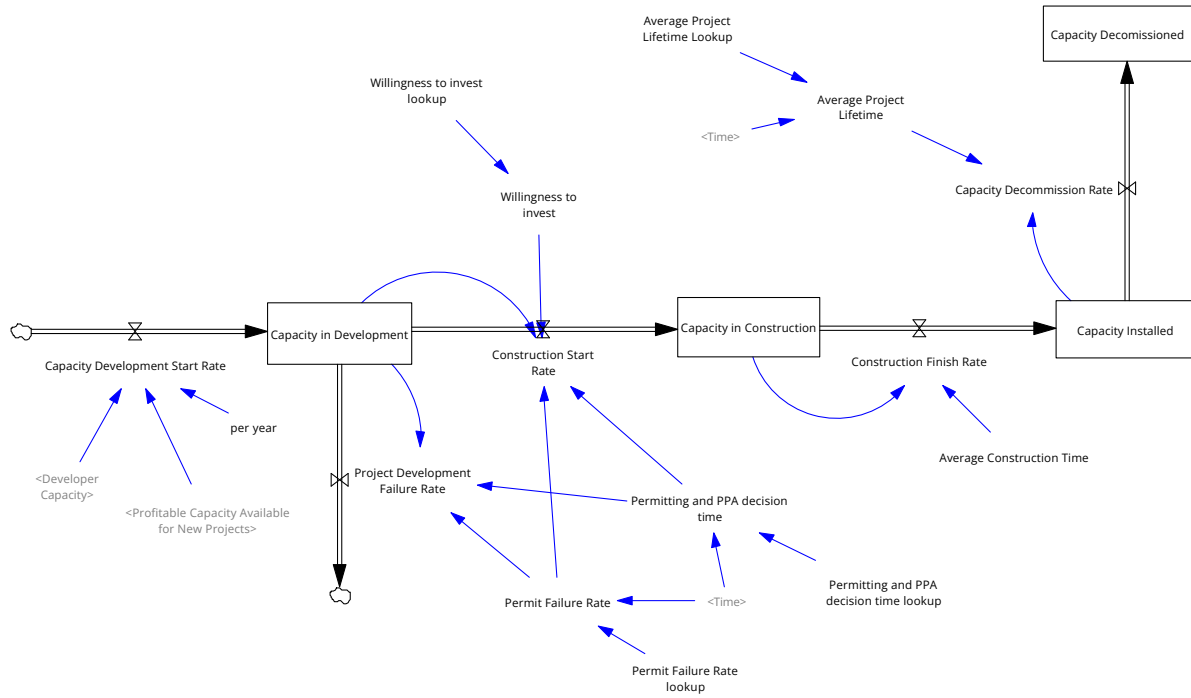 Average Project
Lifetime Lookup
Capacity Decomissioned
Willingness to invest
lookup
Average Project
Lifetime
<Time>
Capacity Decommission Rate
Willingness to
invest
Capacity in Development
Capacity in Construction
Capacity Installed
Capacity Development Start Rate
Construction Start
Rate
Construction Finish Rate
per year
Average Construction Time
<Developer
Capacity>
Project Development
Failure Rate
<Profitable Capacity Available
for New Projects>
Permitting and PPA decision
time
Permitting and PPA
decision time lookup
Permit Failure Rate
<Time>
Permit Failure Rate
lookup